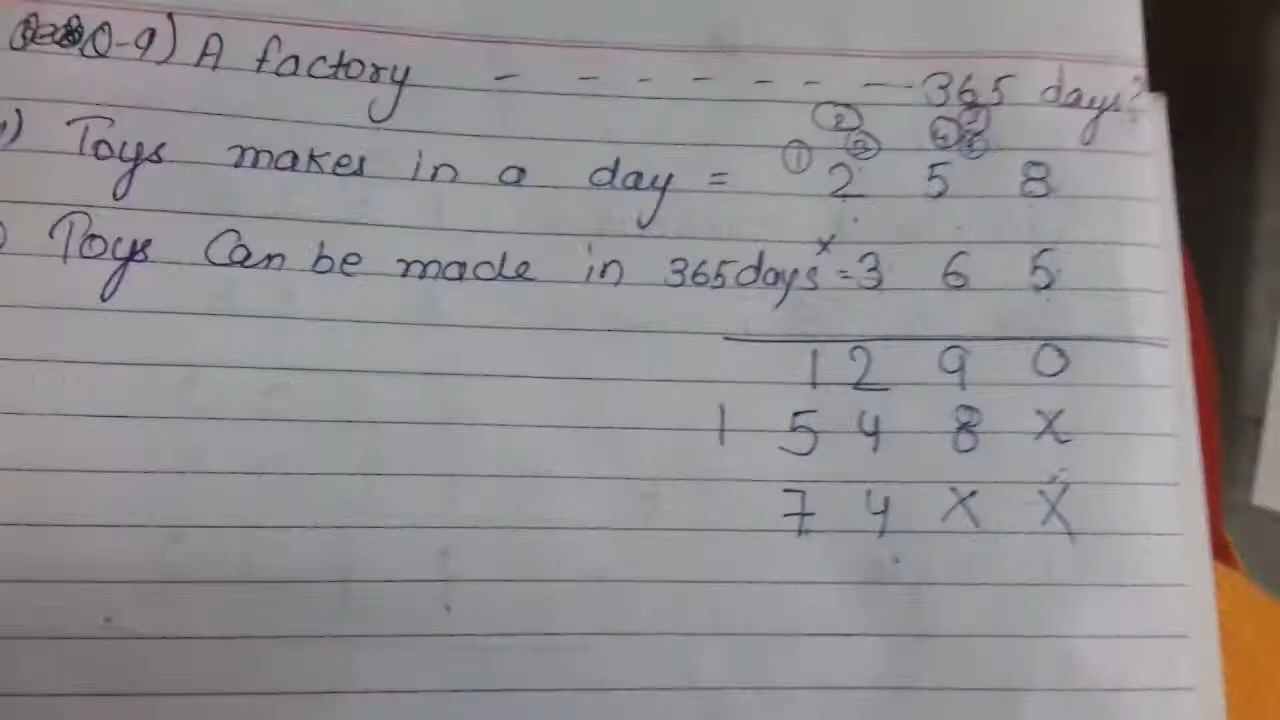 Q-9) A factory - - - - - - - 365 days?
1) Toys makes in a day = 2 5 8
Toys Can be made in 365days = 3 6 5
×
1 2 9 0
1 5 4 8 x
7 4 x x